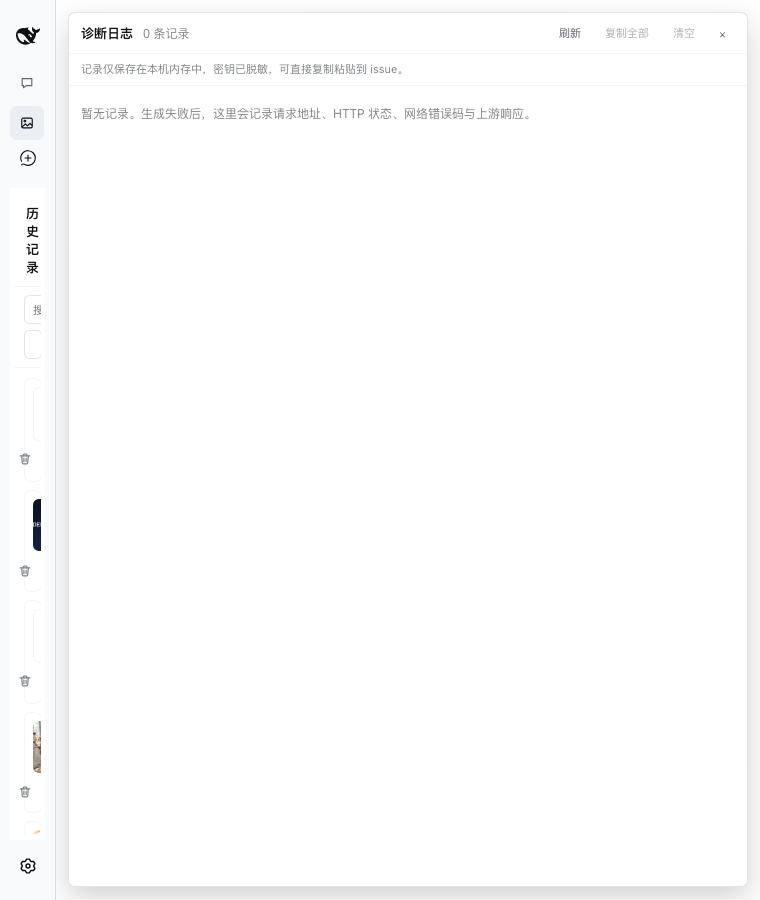 诊断日志 0 条记录 刷新 复制全部 清空 ×
记录仅保存在本机内存中，密钥已脱敏，可直接复制粘贴到 issue。
暂无记录。生成失败后，这里会记录请求地址、HTTP 状态、网络错误码与上游响应。
历
史
记
录
搜